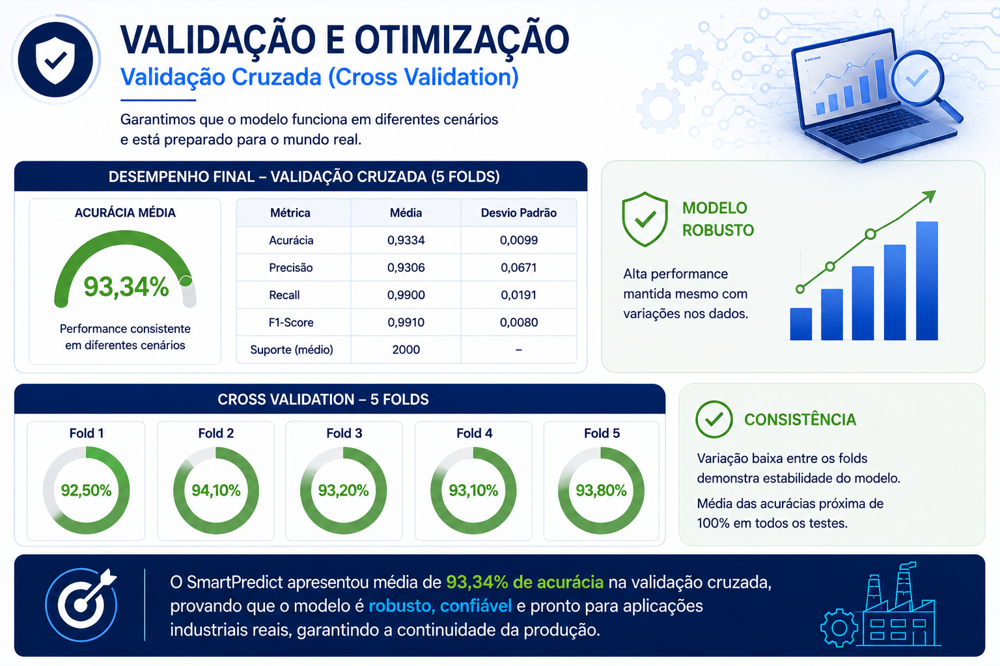 VALIDAÇÃO E OTIMIZAÇÃO
Validação Cruzada (Cross Validation)
Garantimos que o modelo funciona em diferentes cenários
e está preparado para o mundo real.
DESEMPENHO FINAL – VALIDAÇÃO CRUZADA (5 FOLDS)
ACURÁCIA MÉDIA
93,34%
Performance consistente
em diferentes cenários
Métrica Média Desvio Padrão
Acurácia 0,9334 0,0099
Precisão 0,9306 0,0671
Recall 0,9900 0,0191
F1-Score 0,9910 0,0080
Suporte (médio) 2000 –
MODELO
ROBUSTO
Alta performance
mantida mesmo com
variações nos dados.
CROSS VALIDATION – 5 FOLDS
Fold 1 Fold 2 Fold 3 Fold 4 Fold 5
92,50% 94,10% 93,20% 93,10% 93,80%
CONSISTÊNCIA
Variação baixa entre os folds
demonstra estabilidade do modelo.
Média das acurácias próxima de
100% em todos os testes.
O SmartPredict apresentou média de 93,34% de acurácia na validação cruzada,
provando que o modelo é robusto, confiável e pronto para aplicações
industriais reais, garantindo a continuidade da produção.